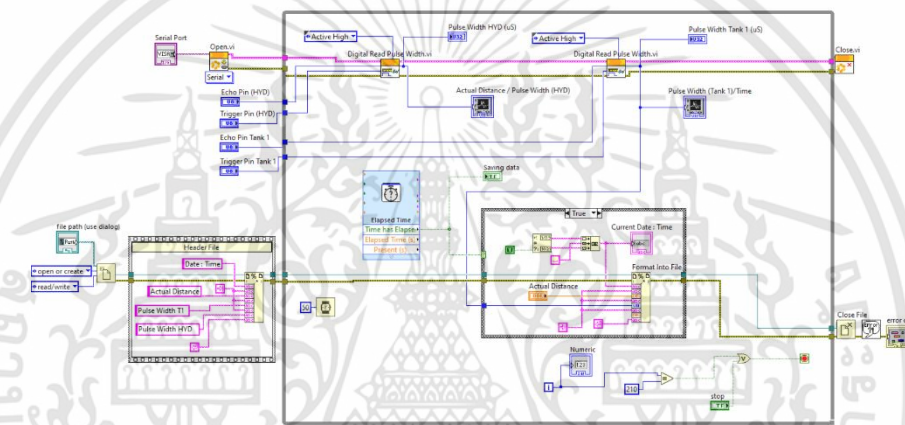 Serial Port
Open.vi
Serial
Active High
Digital Read Pulse Width.vi
Pulse Width HYD (uS)
Active High
Digital Read Pulse Width.vi
Pulse Width Tank 1 (uS)
Close.vi
Echo Pin (HYD)
Trigger Pin (HYD)
Echo Pin Tank 1
Trigger Pin Tank 1
Actual Distance / Pulse Width (HYD)
Pulse Width (Tank 1)/Time
Saving data
Elapsed Time
Time has Elapse
Elapsed Time (s
Present (s)
True
Current Date : Time
Format into File
Actual Distance
file path (use dialog)
open or create
read/write
Header File
Date : Time
Actual Distance
Pulse Width T1
Pulse Width HYD
50
Close File
Numeric
i
210
stop